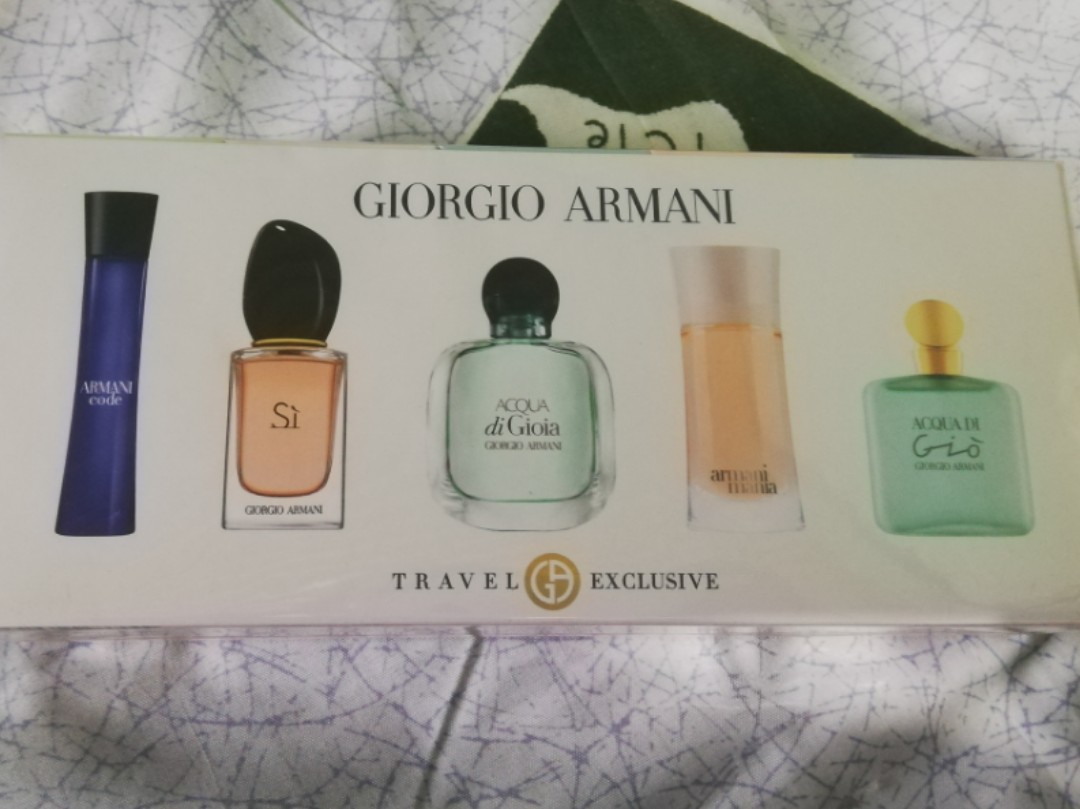 GIORGIO ARMANI
ARMANI
code
Sì
GIORGIO ARMANI
ACQUA
di Gioia
GIORGIO ARMANI
armani
mania
ACQUA DI
Giò
GIORGIO ARMANI
TRAVEL GA EXCLUSIVE